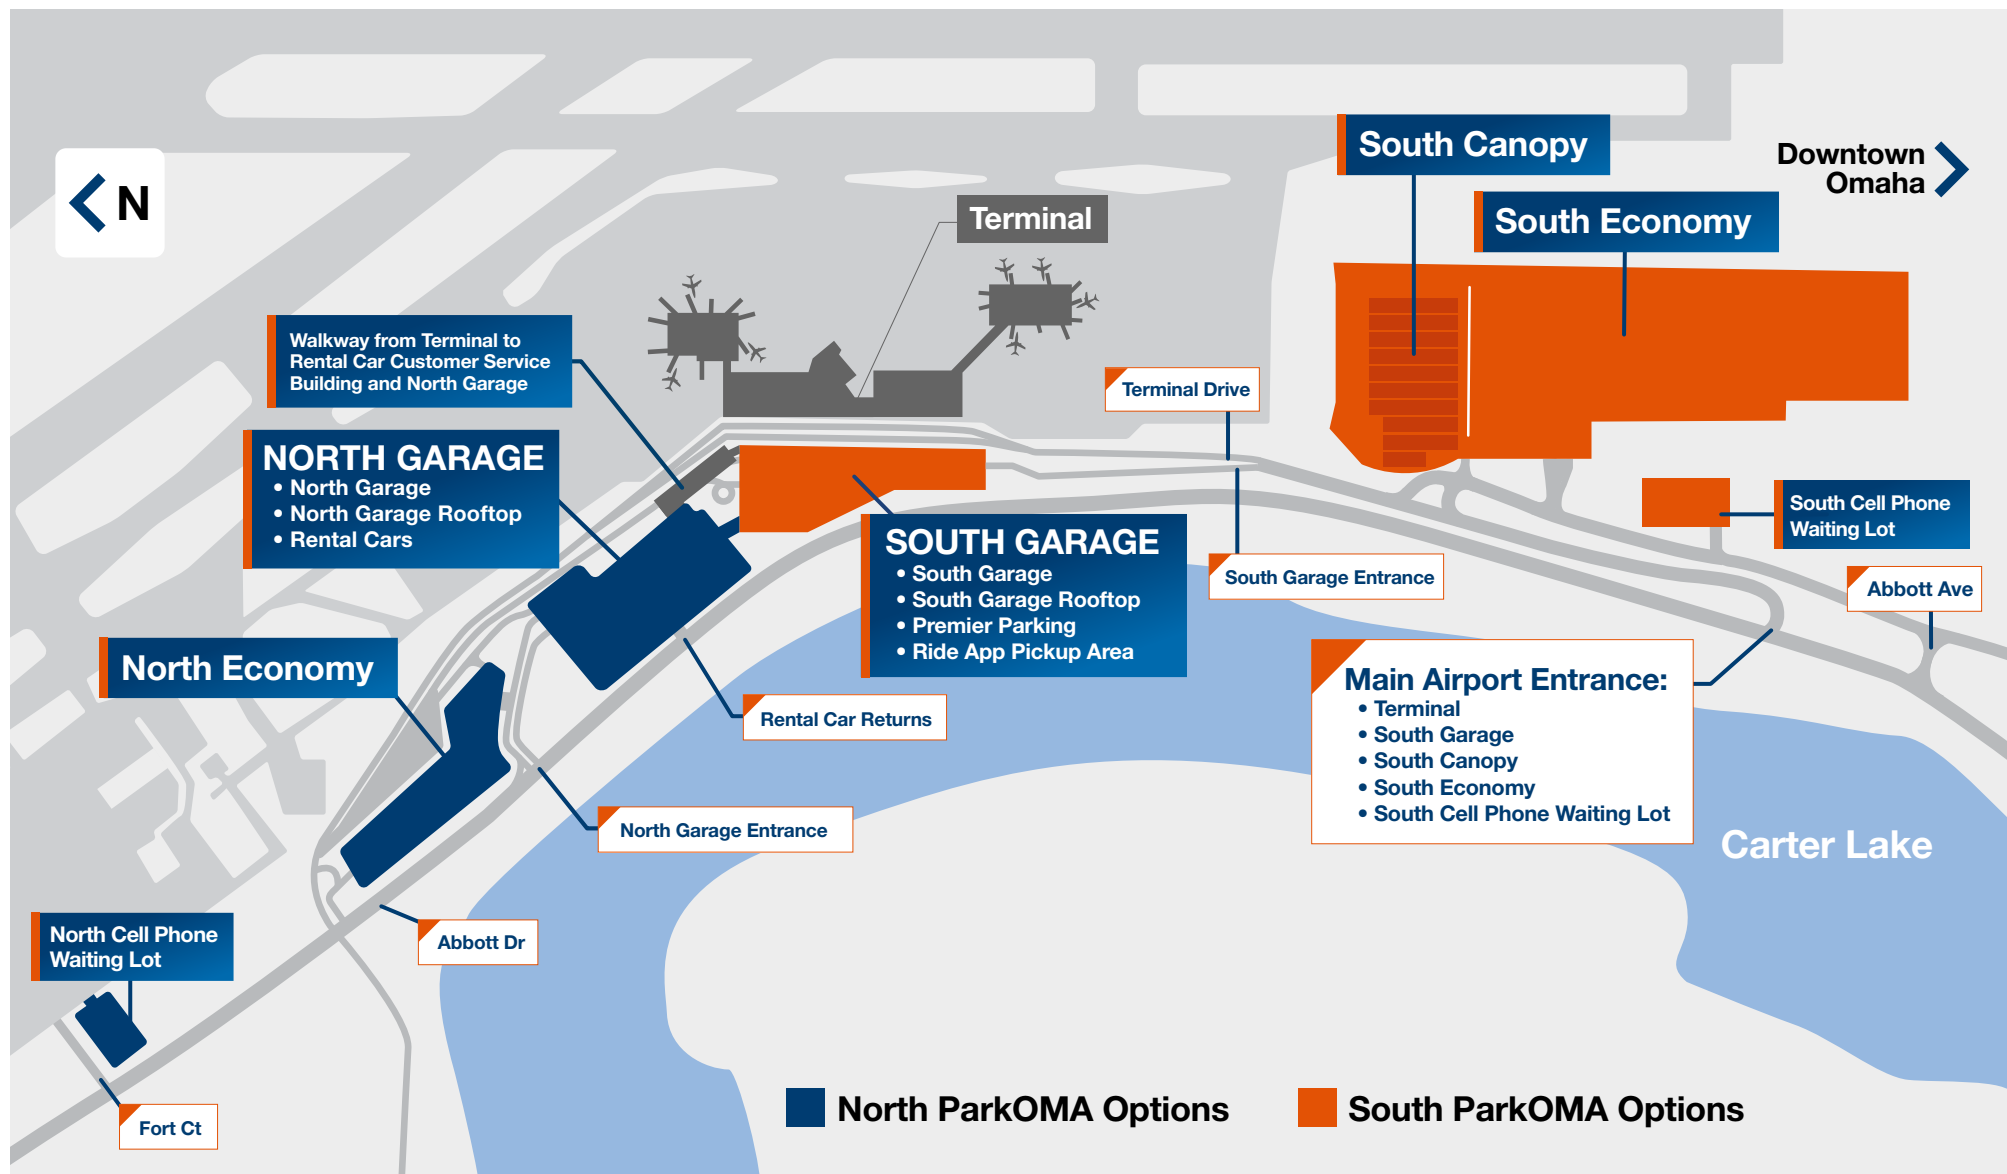 South Canopy
Downtown
Omaha
N
South Economy
Terminal
Walkway from Terminal to
Rental Car Customer Service
Building and North Garage
Terminal Drive
NORTH GARAGE
• North Garage
• North Garage Rooftop
• Rental Cars
South Cell Phone
Waiting Lot
SOUTH GARAGE
• South Garage
• South Garage Rooftop
• Premier Parking
• Ride App Pickup Area
South Garage Entrance
Abbott Ave
North Economy
Main Airport Entrance:
• Terminal
• South Garage
• South Canopy
• South Economy
• South Cell Phone Waiting Lot
Rental Car Returns
North Garage Entrance
Carter Lake
North Cell Phone
Waiting Lot
Abbott Dr
Fort Ct
North ParkOMA Options
South ParkOMA Options